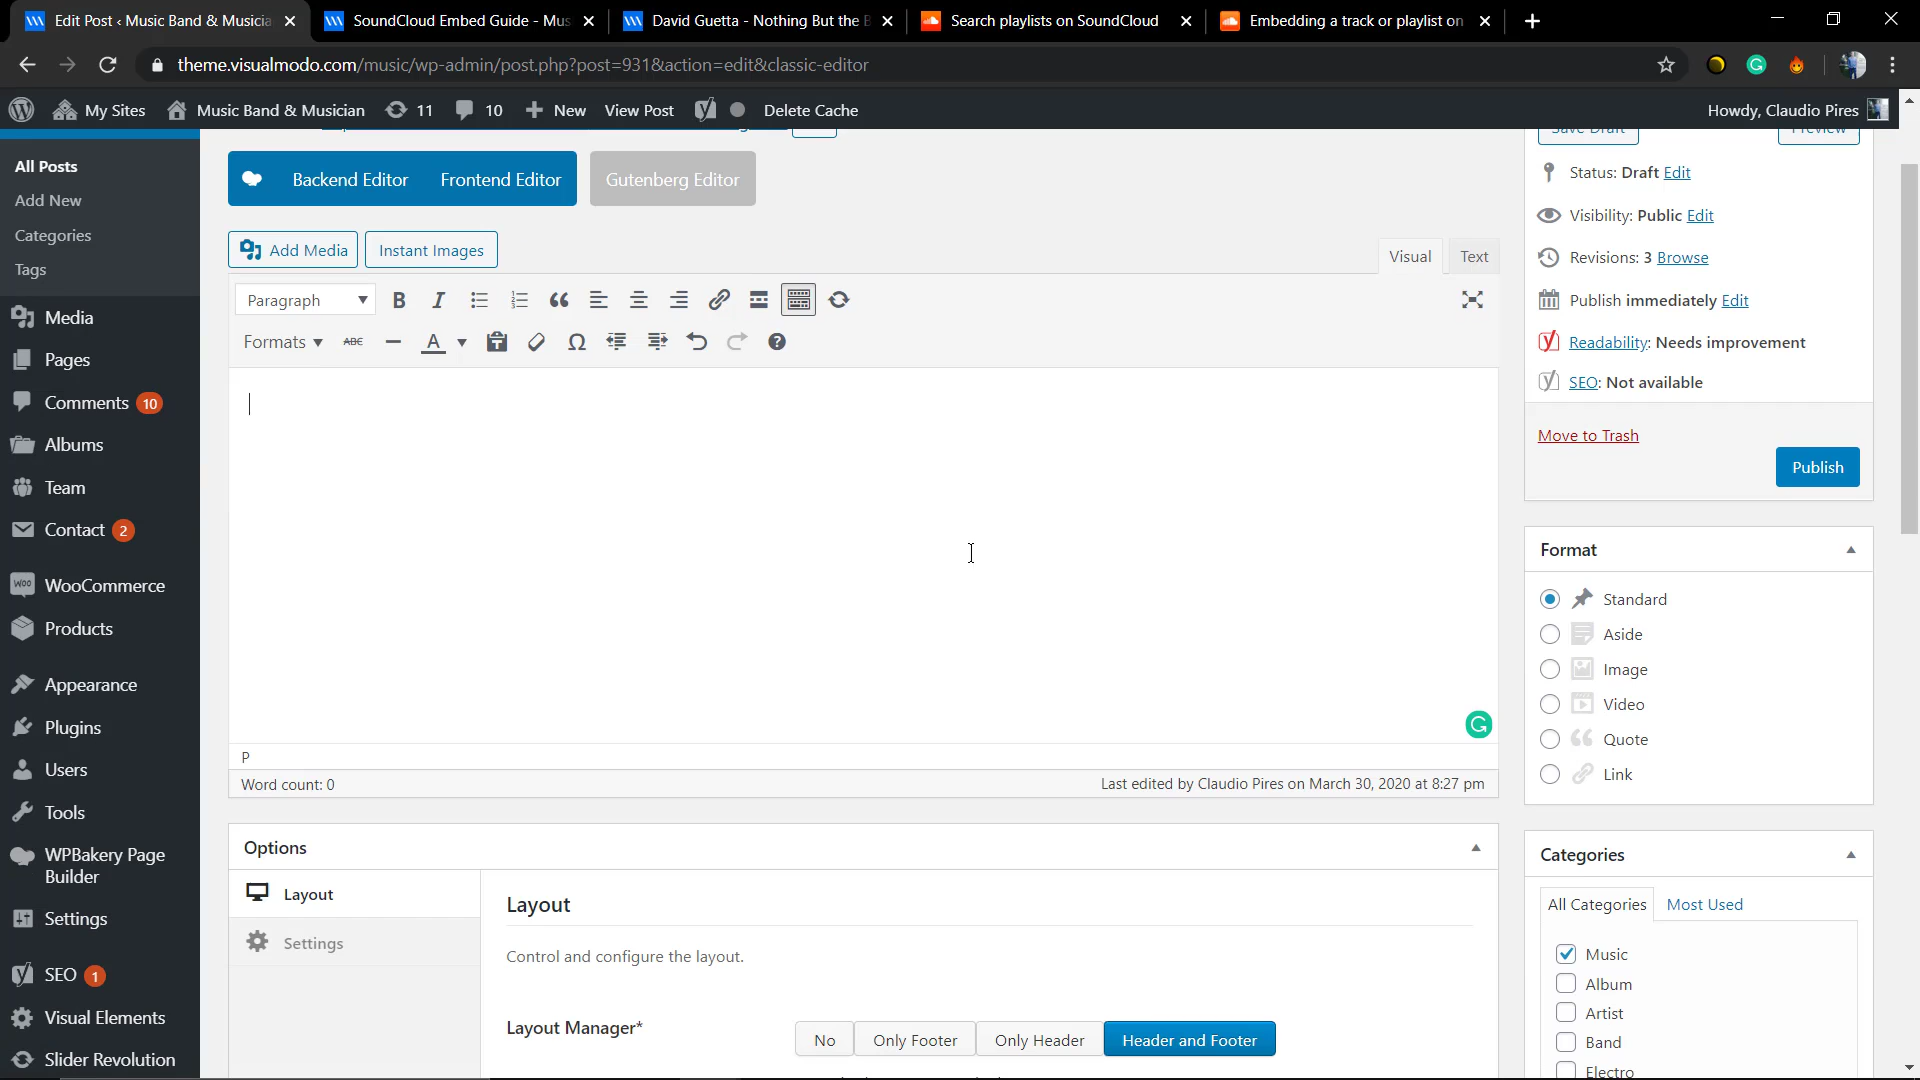 Edit Post ‹ Music Band & Musicia
SoundCloud Embed Guide - Mus
David Guetta - Nothing But the B
Search playlists on SoundCloud
Embedding a track or playlist on
theme.visualmodo.com/music/wp-admin/post.php?post=931&action=edit&classic-editor
My Sites
Music Band & Musician
11
10
New
View Post
Delete Cache
Howdy, Claudio Pires
All Posts
Add New
Categories
Tags
Media
Pages
Comments 10
Albums
Team
Contact 2
WooCommerce
Products
Appearance
Plugins
Users
Tools
WPBakery Page
Builder
Settings
SEO 1
Visual Elements
Slider Revolution
Backend Editor
Frontend Editor
Gutenberg Editor
Add Media
Instant Images
Visual
Text
Paragraph
B
I
Formats
ABC
A
Ω
P
Word count: 0
Last edited by Claudio Pires on March 30, 2020 at 8:27 pm
Options
Layout
Settings
Layout
Control and configure the layout.
Layout Manager*
No
Only Footer
Only Header
Header and Footer
Save Draft
Preview
Status: Draft Edit
Visibility: Public Edit
Revisions: 3 Browse
Publish immediately Edit
Readability: Needs improvement
SEO: Not available
Move to Trash
Publish
Format
Standard
Aside
Image
Video
Quote
Link
Categories
All Categories
Most Used
Music
Album
Artist
Band
Electro